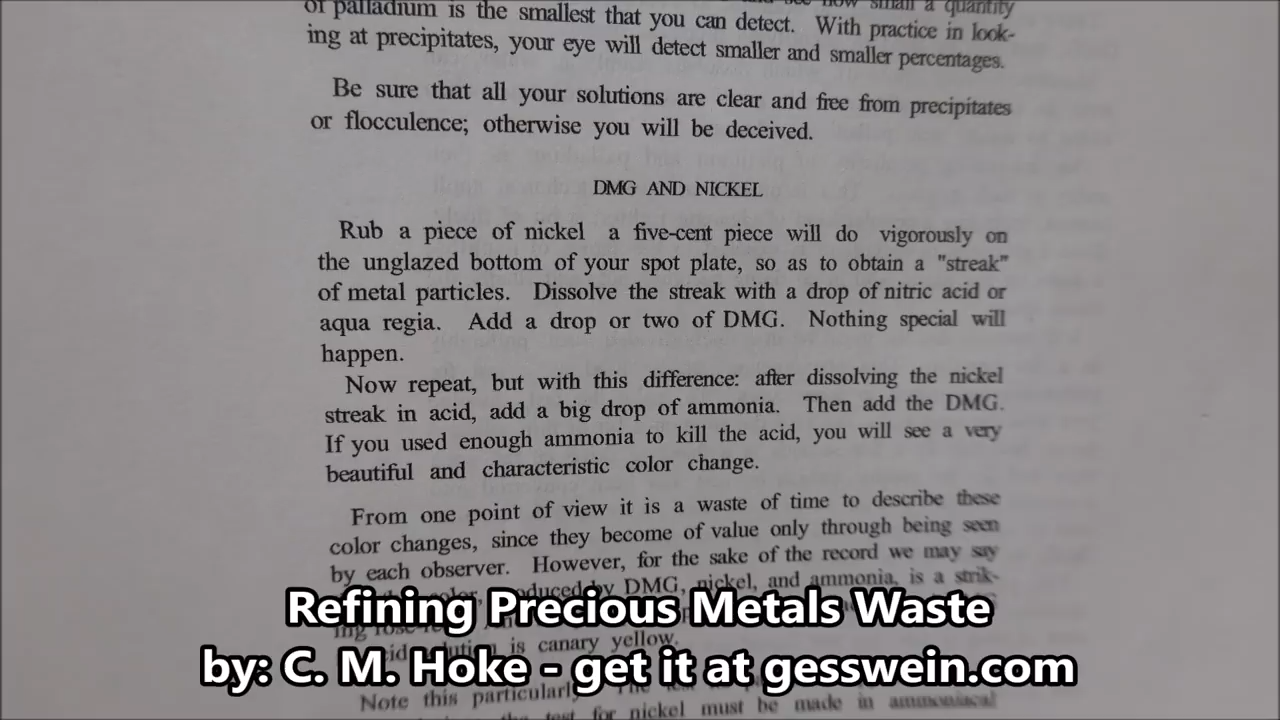 of palladium is the smallest that you can detect. With practice in look-
ing at precipitates, your eye will detect smaller and smaller percentages.
Be sure that all your solutions are clear and free from precipitates
or flocculence; otherwise you will be deceived.
DMG AND NICKEL
Rub a piece of nickel a five-cent piece will do vigorously on
the unglazed bottom of your spot plate, so as to obtain a "streak"
of metal particles. Dissolve the streak with a drop of nitric acid or
aqua regia. Add a drop or two of DMG. Nothing special will
happen.
Now repeat, but with this difference: after dissolving the nickel
streak in acid, add a big drop of ammonia. Then add the DMG.
If you used enough ammonia to kill the acid, you will see a very
beautiful and characteristic color change.
From one point of view it is a waste of time to describe these
color changes, since they become of value only through being seen
by each observer. However, for the sake of the record we may say
by DMG, nickel, and ammonia, is a strik-
is canary yellow.
Note this particularly
test for nickel must be made in ammoniacal
Refining Precious Metals Waste
by: C. M. Hoke - get it at gesswein.com